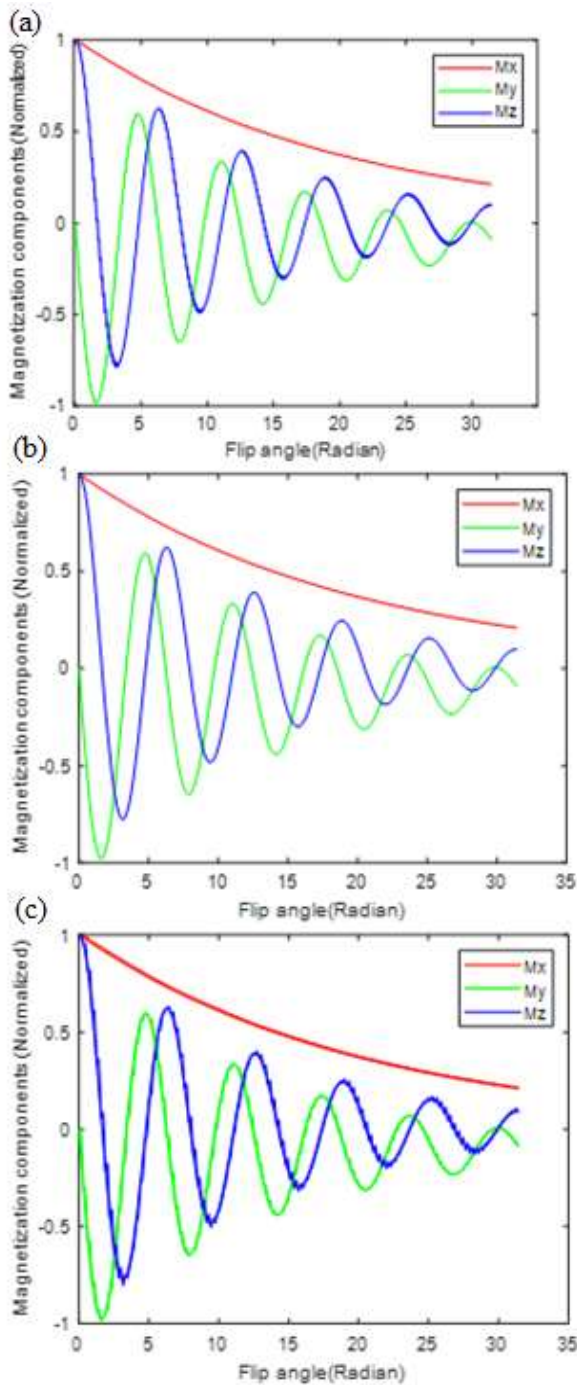 (a)
Magnetization components (Normalized)
1
0.5
0
-0.5
-1
Mx
My
Mz
0 5 10 15 20 25 30
Flip angle(Radian)
(b)
Magnetization components (Normalized)
1
0.5
0
-0.5
-1
Mx
My
Mz
0 5 10 15 20 25 30 35
Flip angle(Radian)
(c)
Magnetization components (Normalized)
1
0.5
0
-0.5
-1
Mx
My
Mz
0 5 10 15 20 25 30 35
Flip angle(Radian)